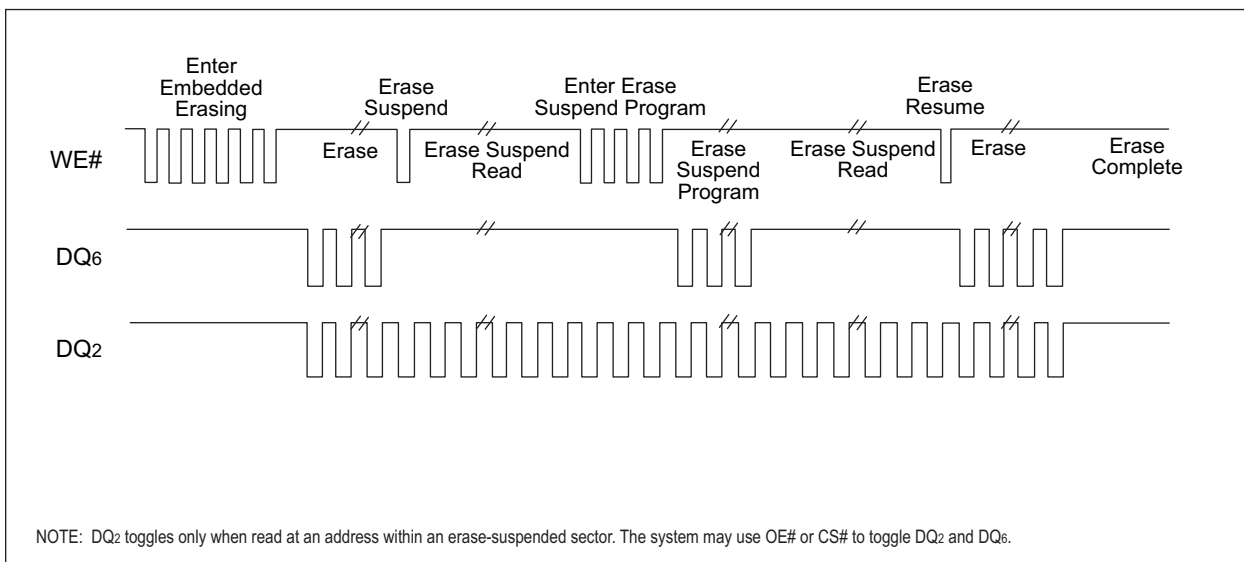 Enter
Embedded
Erasing
Erase
Suspend
Enter Erase
Suspend Program
Erase
Resume
WE#
Erase
Erase Suspend
Read
Erase
Suspend
Program
Erase Suspend
Read
Erase
Erase
Complete
DQ6
DQ2
NOTE: DQ2 toggles only when read at an address within an erase-suspended sector. The system may use OE# or CS# to toggle DQ2 and DQ6.